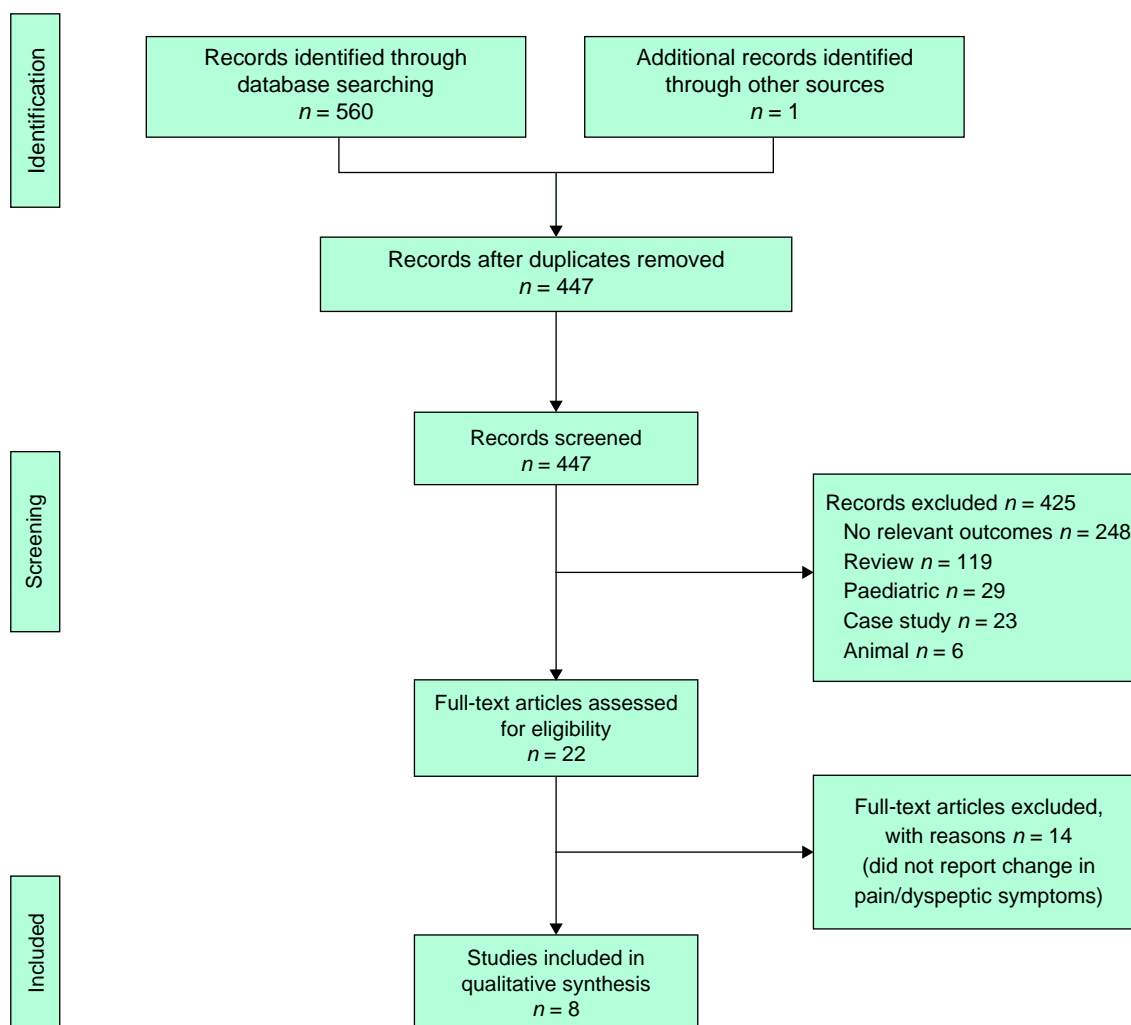 Identification
Records identified through
database searching
n = 560
Additional records identified
through other sources
n = 1
Records after duplicates removed
n = 447
Screening
Records screened
n = 447
Records excluded n = 425
No relevant outcomes n = 248
Review n = 119
Paediatric n = 29
Case study n = 23
Animal n = 6
Full-text articles assessed
for eligibility
n = 22
Full-text articles excluded,
with reasons n = 14
(did not report change in
pain/dyspeptic symptoms)
Included
Studies included in
qualitative synthesis
n = 8